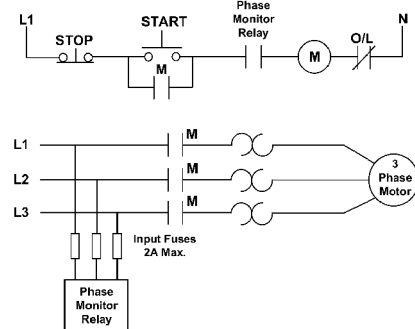 L1
STOP
START
M
Phase
Monitor
Relay
M
O/L
N
L1
L2
L3
M
M
M
3
Phase
Motor
Input Fuses
2A Max.
Phase
Monitor
Relay